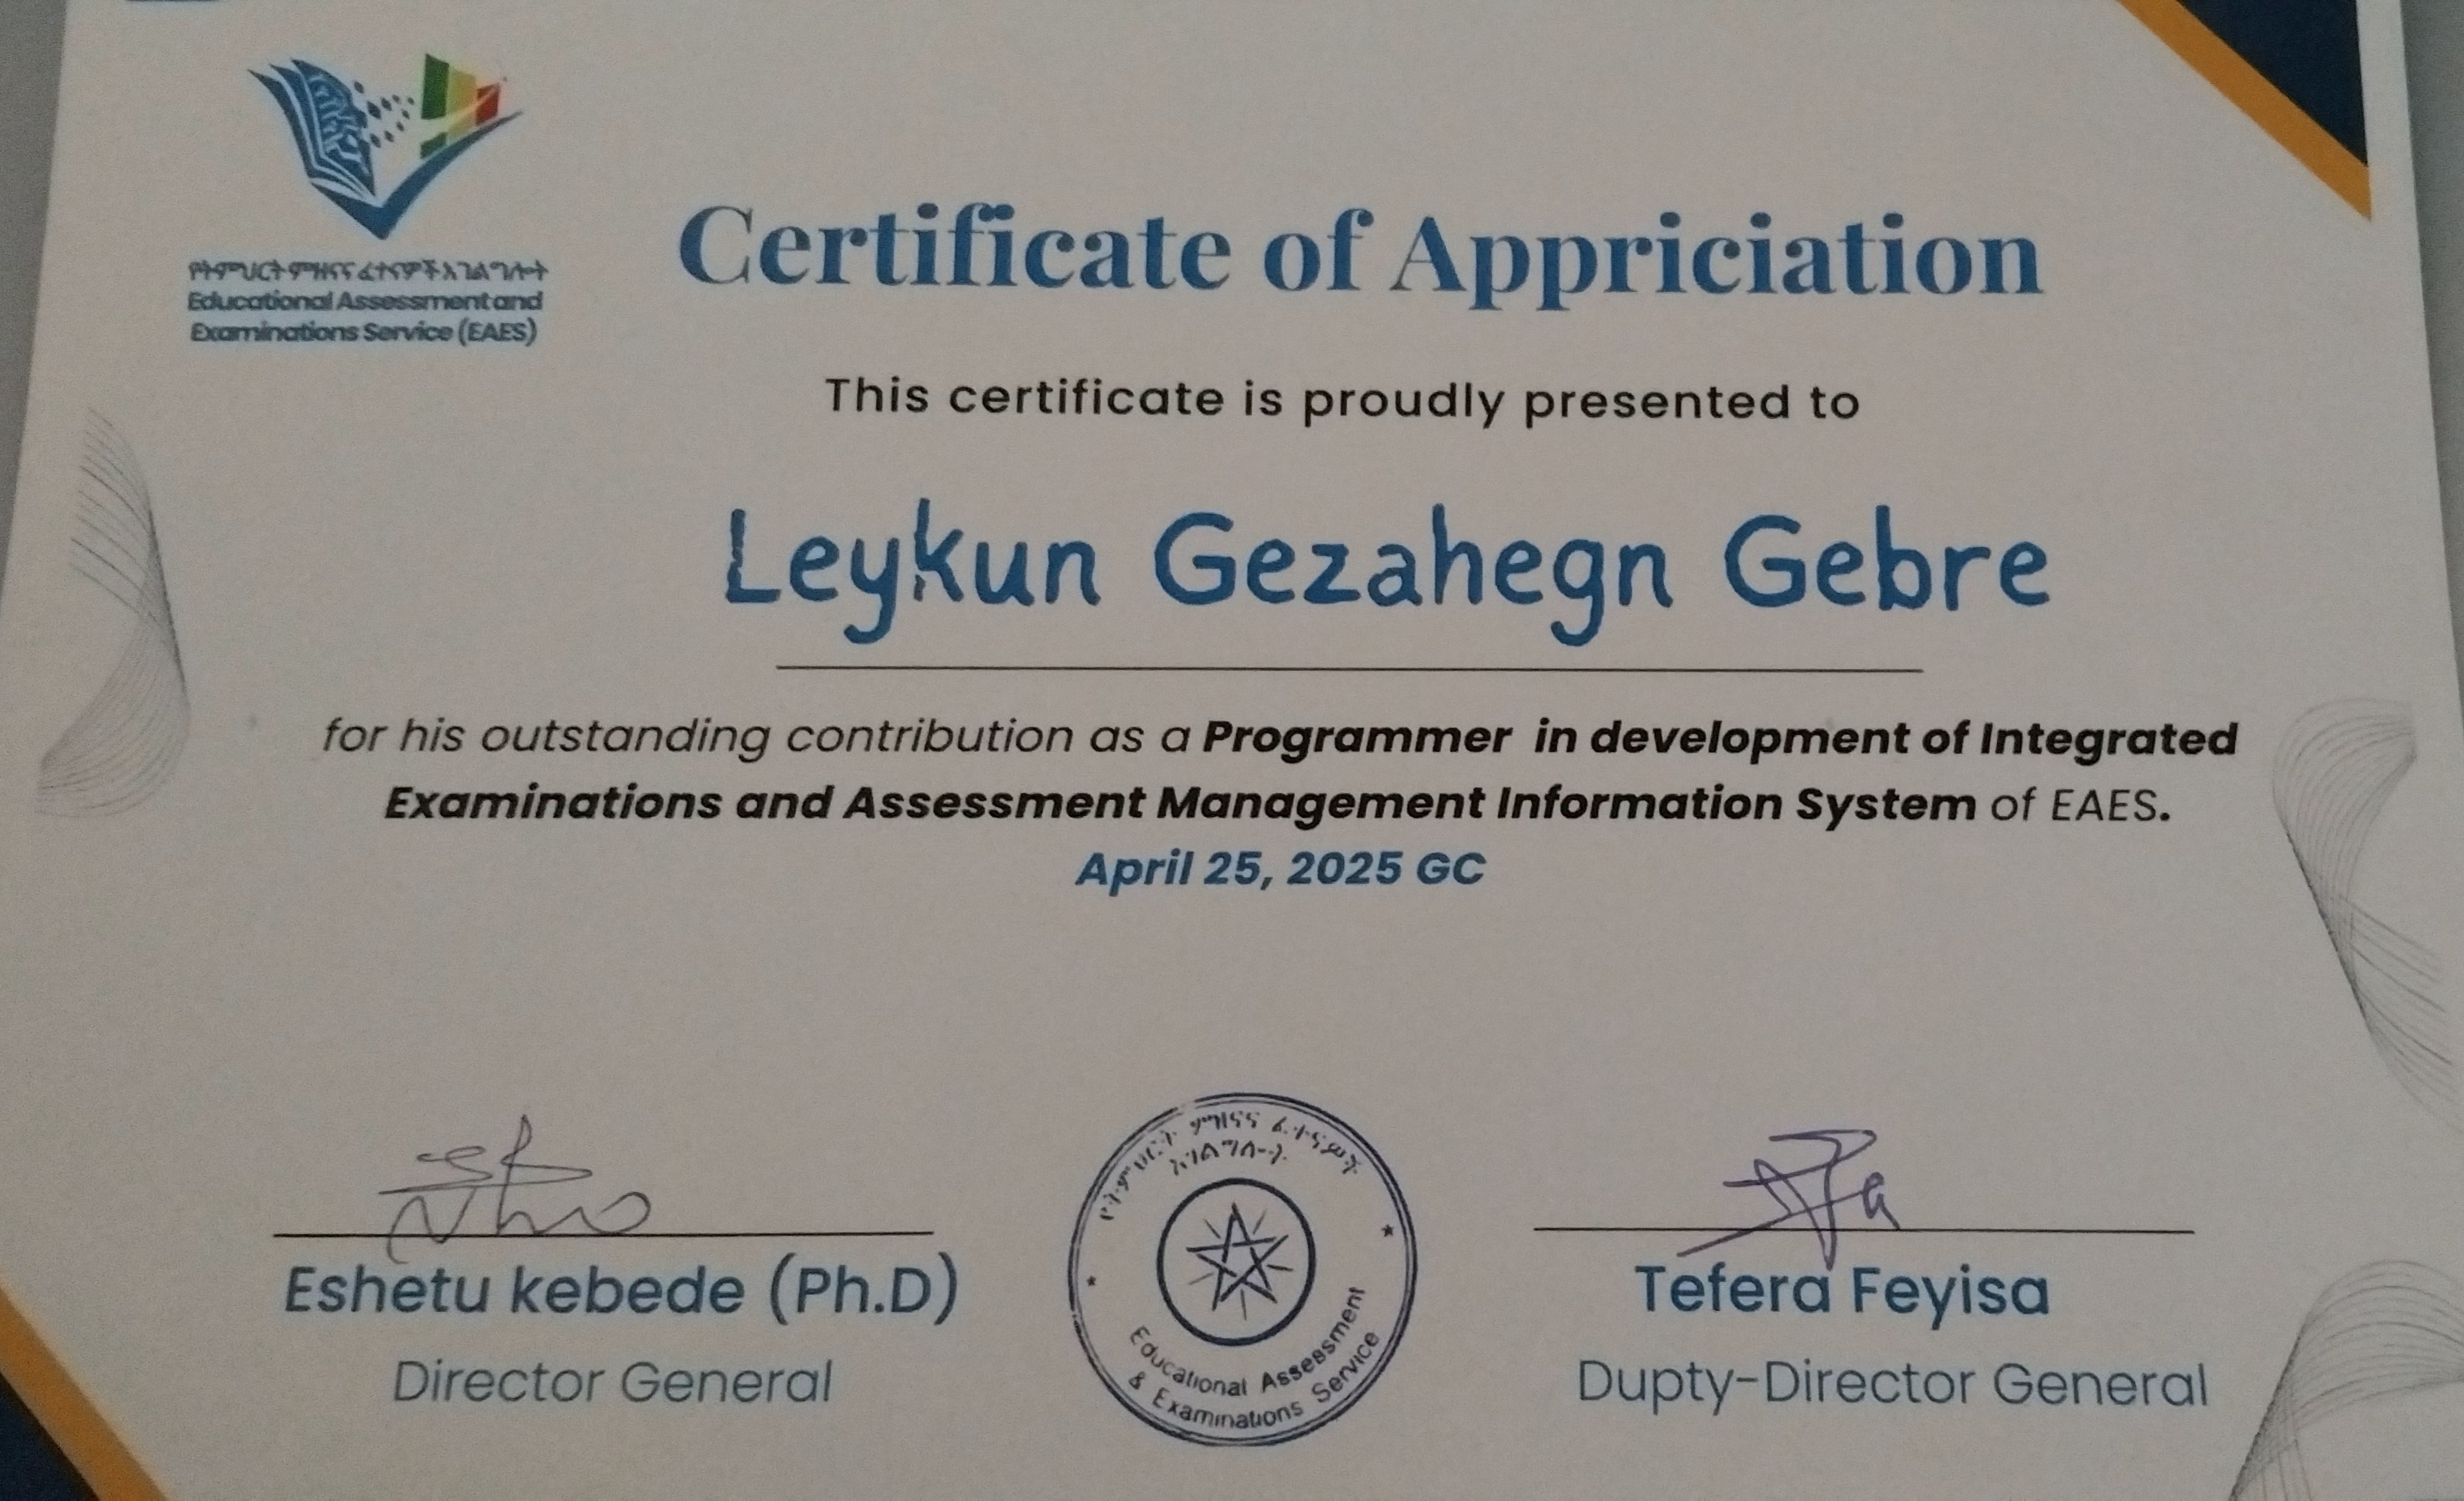 የትምህርት ምዘናና ፈተናዎች አገልግሎት
Educational Assessment and
Examinations Service (EAES)
Certificate of Appriciation
This certificate is proudly presented to
Leykun Gezahegn Gebre
for his outstanding contribution as a Programmer in development of Integrated
Examinations and Assessment Management Information System of EAES.
April 25, 2025 GC
Eshetu kebede (Ph.D)
Director General
የትምህርት ምዘናና ፈተናዎች
አገልግሎት
Educational Assessment
& Examinations Service
Tefera Feyisa
Dupty-Director General